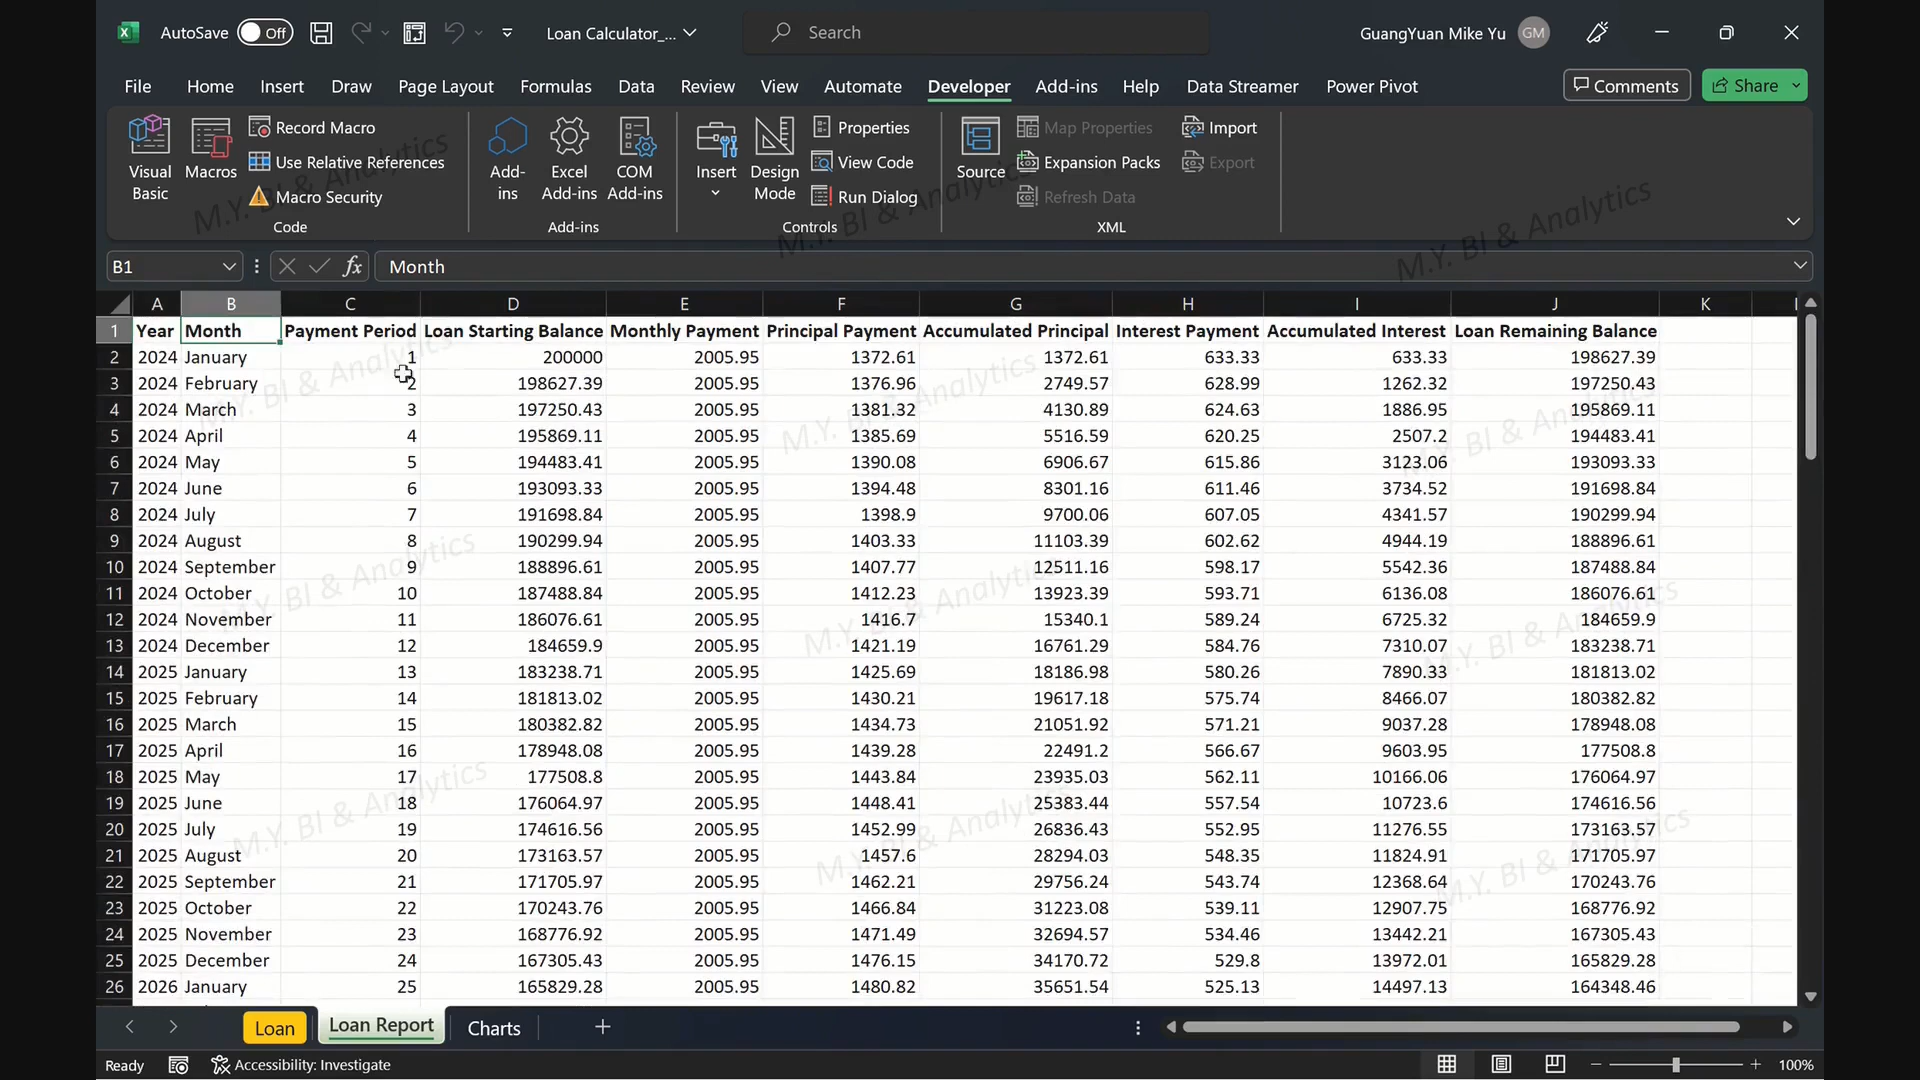 AutoSave Off Loan Calculator_... Search GuangYuan Mike Yu GM
File Home Insert Draw Page Layout Formulas Data Review View Automate Developer Add-ins Help Data Streamer Power Pivot Comments Share
Visual Basic
Macros
Record Macro
Use Relative References
Macro Security
Code
Add-ins
Excel Add-ins
COM Add-ins
Add-ins
Insert
Design Mode
Properties
View Code
Run Dialog
Controls
Source
Map Properties
Expansion Packs
Refresh Data
Import
Export
XML
B1 fx Month
A B C D E F G H I J K
1 Year Month Payment Period Loan Starting Balance Monthly Payment Principal Payment Accumulated Principal Interest Payment Accumulated Interest Loan Remaining Balance
2 2024 January 1 200000 2005.95 1372.61 1372.61 633.33 633.33 198627.39
3 2024 February 2 198627.39 2005.95 1376.96 2749.57 628.99 1262.32 197250.43
4 2024 March 3 197250.43 2005.95 1381.32 4130.89 624.63 1886.95 195869.11
5 2024 April 4 195869.11 2005.95 1385.69 5516.59 620.25 2507.2 194483.41
6 2024 May 5 194483.41 2005.95 1390.08 6906.67 615.86 3123.06 193093.33
7 2024 June 6 193093.33 2005.95 1394.48 8301.16 611.46 3734.52 191698.84
8 2024 July 7 191698.84 2005.95 1398.9 9700.06 607.05 4341.57 190299.94
9 2024 August 8 190299.94 2005.95 1403.33 11103.39 602.62 4944.19 188896.61
10 2024 September 9 188896.61 2005.95 1407.77 12511.16 598.17 5542.36 187488.84
11 2024 October 10 187488.84 2005.95 1412.23 13923.39 593.71 6136.08 186076.61
12 2024 November 11 186076.61 2005.95 1416.7 15340.1 589.24 6725.32 184659.9
13 2024 December 12 184659.9 2005.95 1421.19 16761.29 584.76 7310.07 183238.71
14 2025 January 13 183238.71 2005.95 1425.69 18186.98 580.26 7890.33 181813.02
15 2025 February 14 181813.02 2005.95 1430.21 19617.18 575.74 8466.07 180382.82
16 2025 March 15 180382.82 2005.95 1434.73 21051.92 571.21 9037.28 178948.08
17 2025 April 16 178948.08 2005.95 1439.28 22491.2 566.67 9603.95 177508.8
18 2025 May 17 177508.8 2005.95 1443.84 23935.03 562.11 10166.06 176064.97
19 2025 June 18 176064.97 2005.95 1448.41 25383.44 557.54 10723.6 174616.56
20 2025 July 19 174616.56 2005.95 1452.99 26836.43 552.95 11276.55 173163.57
21 2025 August 20 173163.57 2005.95 1457.6 28294.03 548.35 11824.91 171705.97
22 2025 September 21 171705.97 2005.95 1462.21 29756.24 543.74 12368.64 170243.76
23 2025 October 22 170243.76 2005.95 1466.84 31223.08 539.11 12907.75 168776.92
24 2025 November 23 168776.92 2005.95 1471.49 32694.57 534.46 13442.21 167305.43
25 2025 December 24 167305.43 2005.95 1476.15 34170.72 529.8 13972.01 165829.28
26 2026 January 25 165829.28 2005.95 1480.82 35651.54 525.13 14497.13 164348.46
Loan Loan Report Charts
Ready Accessibility: Investigate 100%
M.Y. BI & Analytics
M.Y. BI & Analytics
M.Y. BI & Analytics
M.Y. BI & Analytics
M.Y. BI & Analytics
M.Y. BI & Analytics
M.Y. BI & Analytics
M.Y. BI & Analytics
M.Y. BI & Analytics
M.Y. BI & Analytics
M.Y. BI & Analytics
M.Y. BI & Analytics